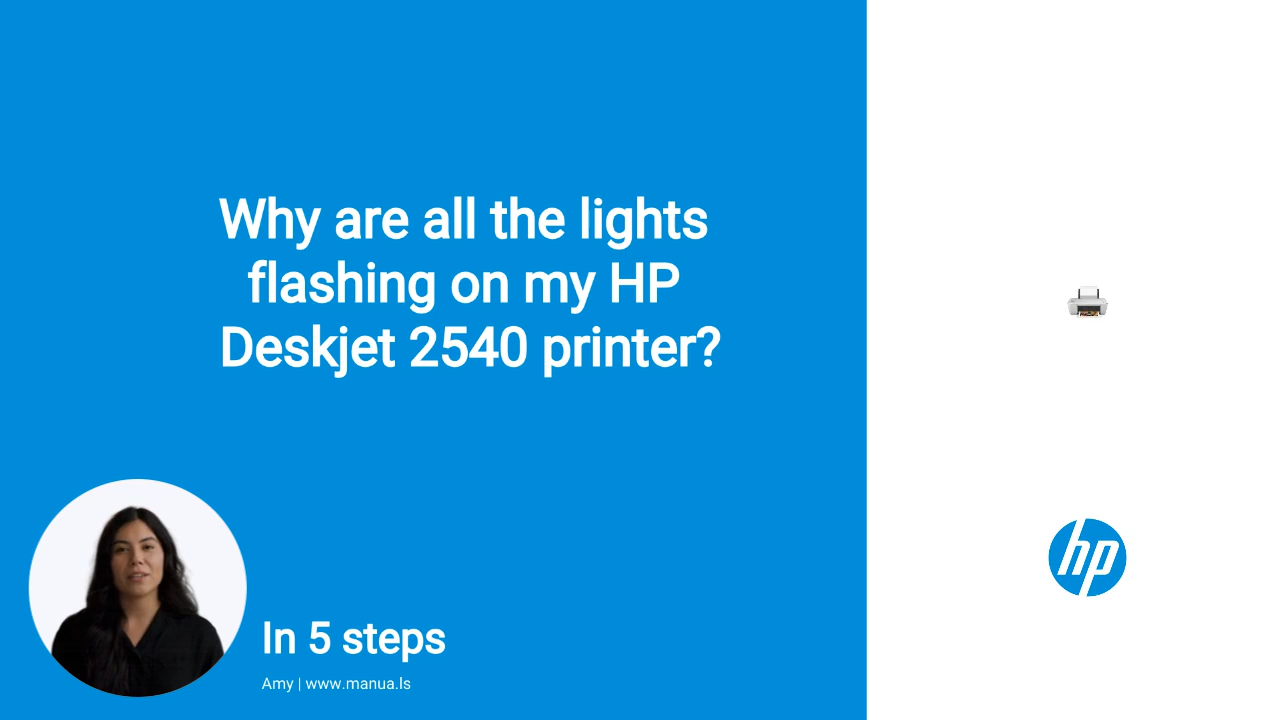 Why are all the lights
flashing on my HP
Deskjet 2540 printer?
In 5 steps
Amy | www.manua.ls
hp